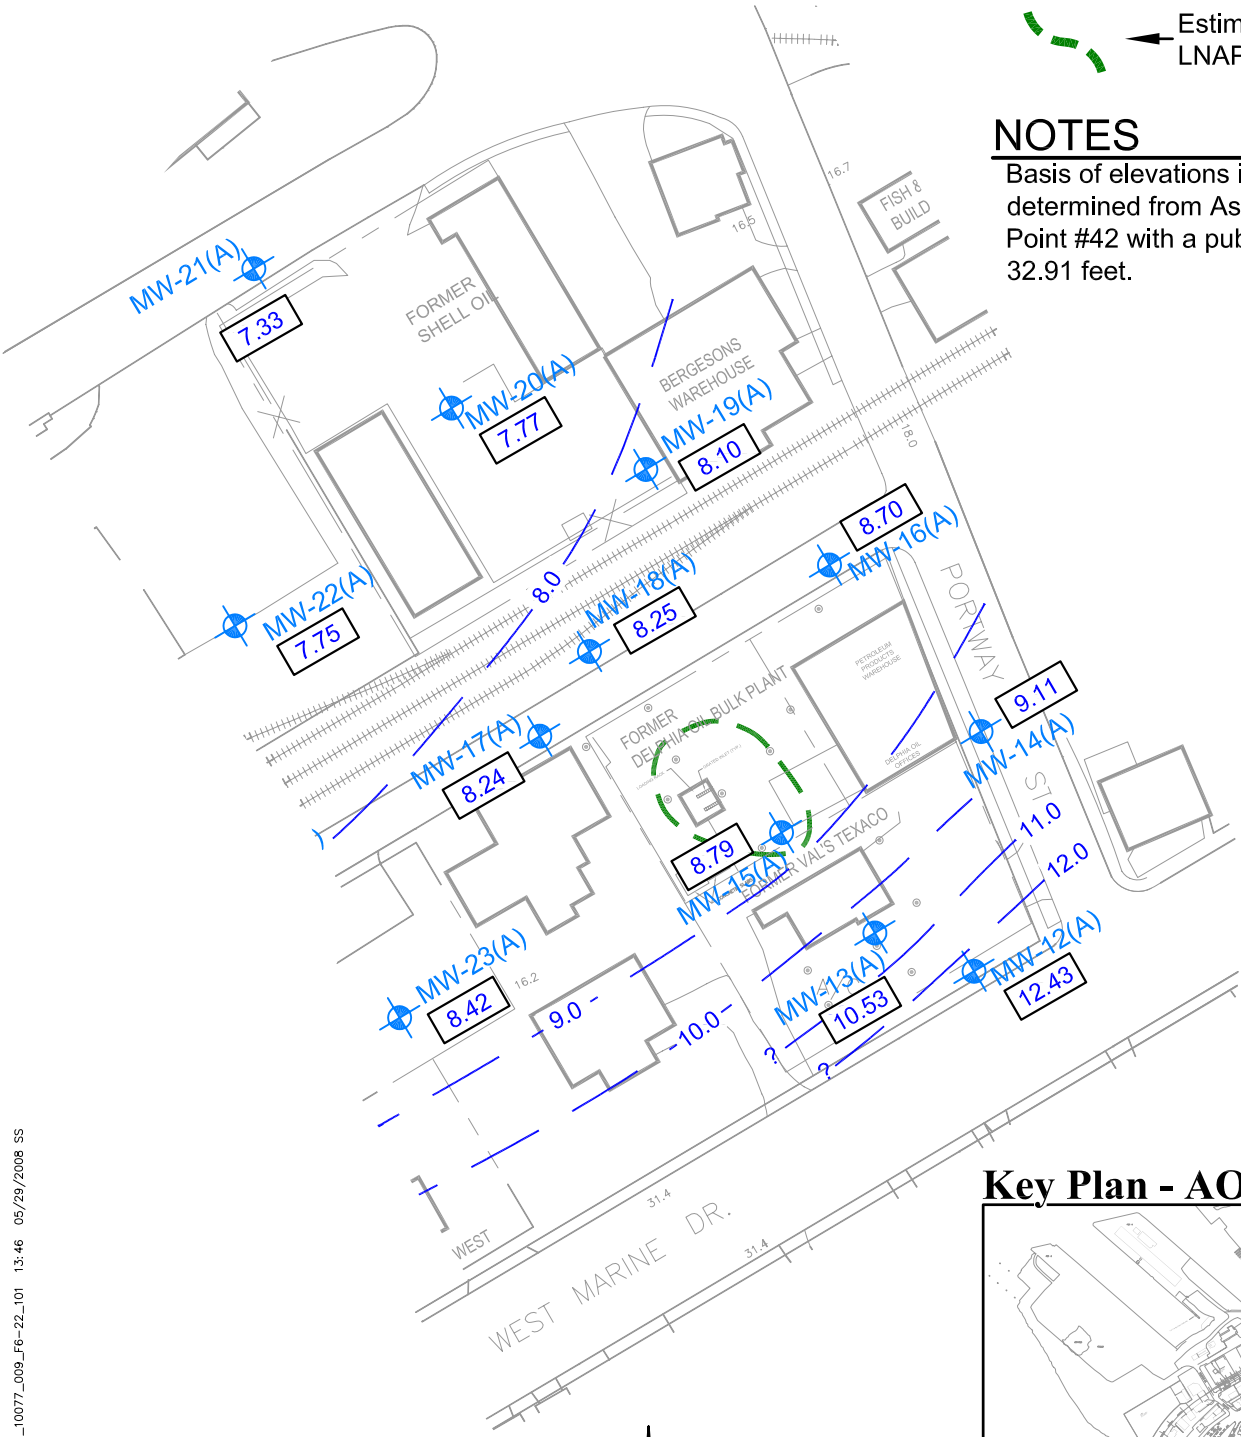 Estim
LNAP
NOTES
Basis of elevations i
determined from As
Point #42 with a pub
32.91 feet.
16.7
FISH &
BUILD
16.5
MW-21(A)
7.33
FORMER
SHELL OIL
BERGESONS
WAREHOUSE
MW-20(A)
7.77
MW-19(A)
8.10
18.0
8.70
MW-16(A)
8.0
MW-18(A)
8.25
MW-22(A)
7.75
PORTWAY
ST
PETROLEUM
PRODUCTS
WAREHOUSE
9.11
MW-14(A)
FORMER
DELPHIA OIL BULK PLANT
DELPHIA OIL
OFFICES
MW-17(A)
8.24
)
8.79
MW-15(A)
FORMER VAL'S TEXACO
11.0
12.0
MW-23(A)
8.42
16.2
MW-13(A)
10.53
MW-12(A)
12.43
9.0
10.0
?
?
WEST
31.4
31.4
WEST MARINE DR.
Key Plan - AO
_10077_009_F6-22_101 13:46 05/29/2008 SS